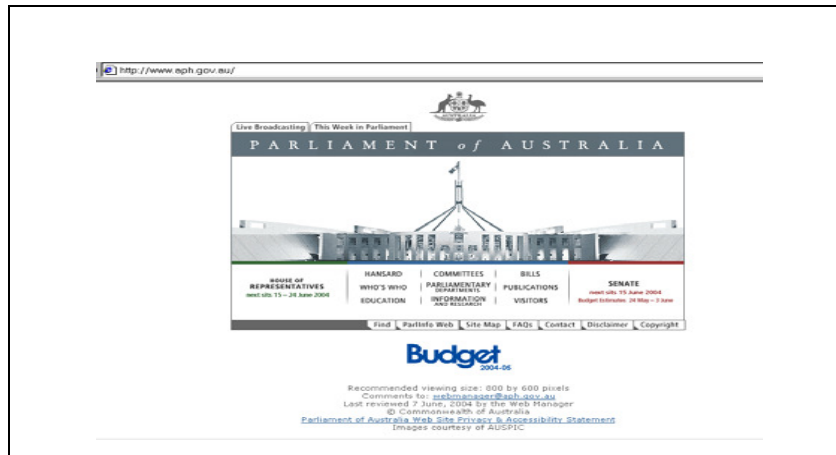 http://www.aph.gov.au/
AUSTRALIA
Live Broadcasting This Week in Parliament
PARLIAMENT of AUSTRALIA
HOUSE OF
REPRESENTATIVES
next sits 15 – 24 June 2004
HANSARD
WHO'S WHO
EDUCATION
COMMITTEES
PARLIAMENTARY
DEPARTMENTS
INFORMATION
AND RESEARCH
BILLS
PUBLICATIONS
VISITORS
SENATE
next sits 15 June 2004
Budget Estimates 24 May – 3 June
Find ParlInfo Web Site Map FAQs Contact Disclaimer Copyright
Budget
2004-05
Recommended viewing size: 800 by 600 pixels
Comments to: webmanager@aph.gov.au
Last reviewed 7 June, 2004 by the Web Manager
© Commonwealth of Australia
Parliament of Australia Web Site Privacy & Accessibility Statement
Images courtesy of AUSPIC